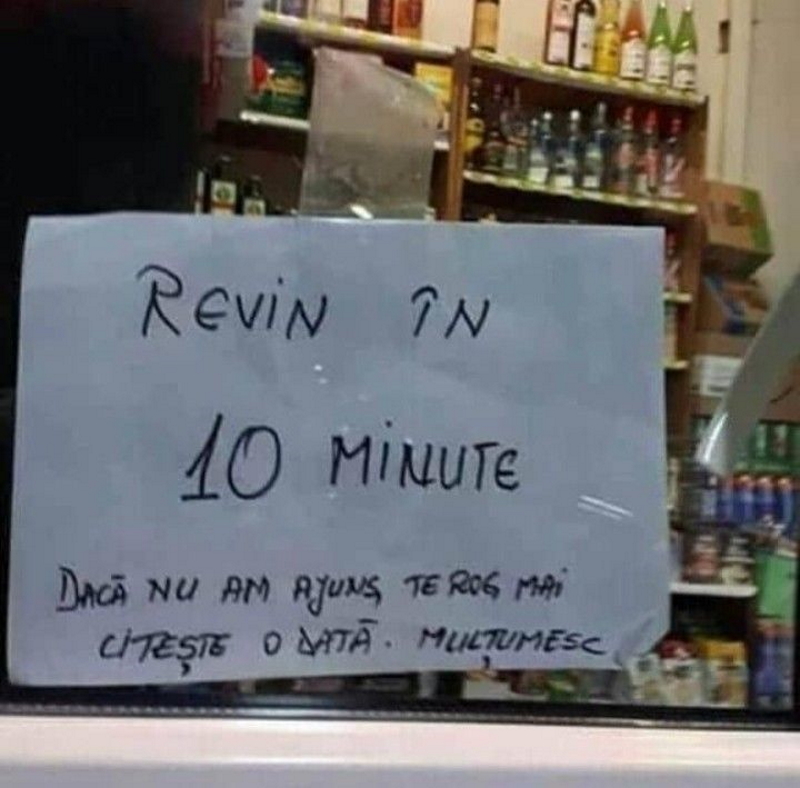 REVIN ÎN
10 MINUTE
DACĂ NU AM AJUNS, TE ROG MAI
CITEȘTE O DATĂ. MULȚUMESC